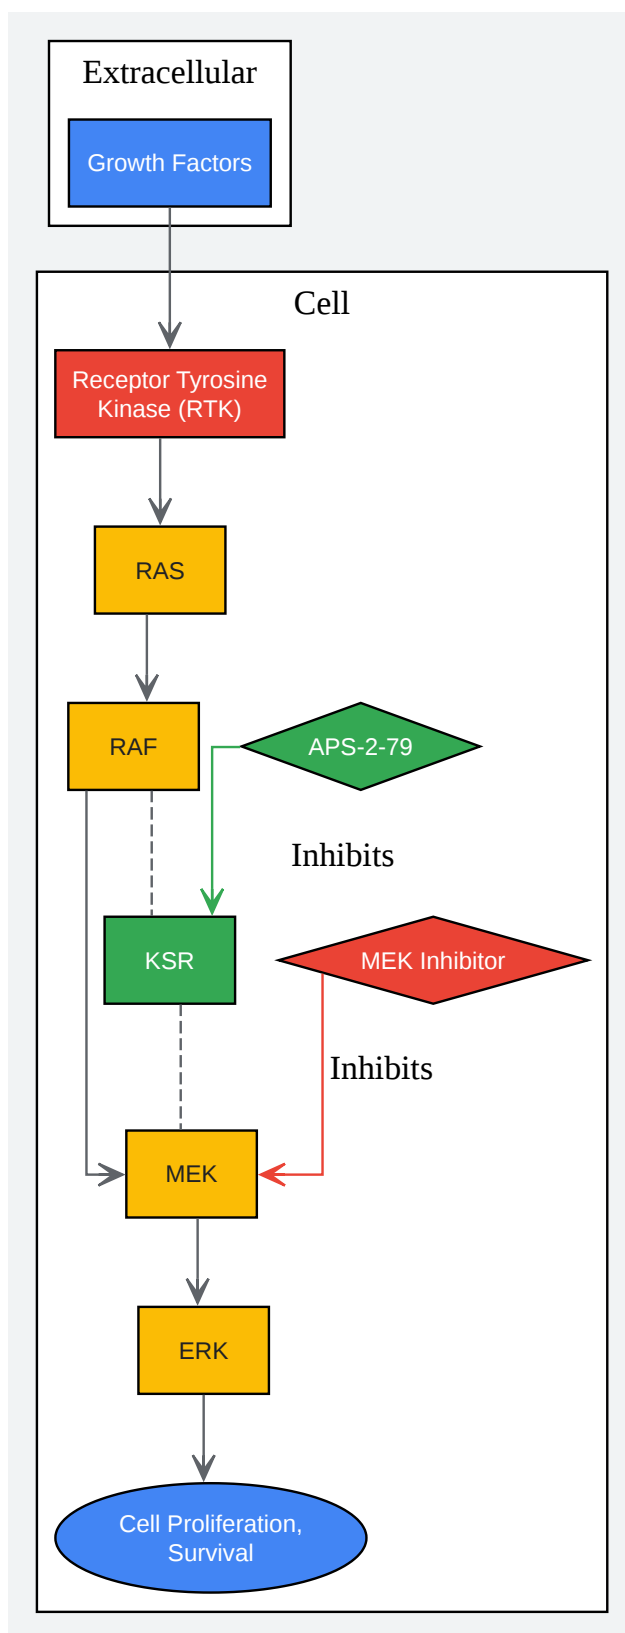 Extracellular
Growth Factors
Cell
Receptor Tyrosine
Kinase (RTK)
RAS
RAF
APS-2-79
Inhibits
KSR
MEK Inhibitor
Inhibits
MEK
ERK
Cell Proliferation,
Survival